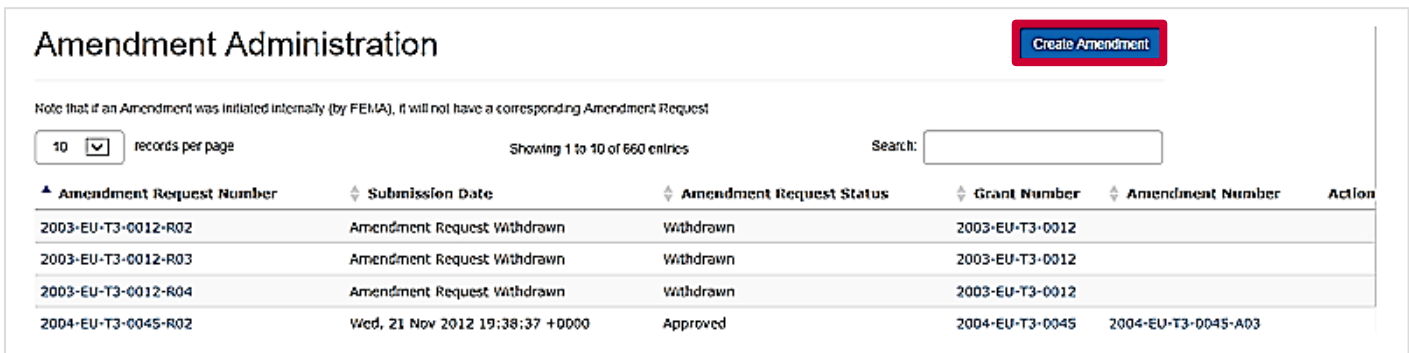 Amendment Administration
Create Amendment
Note that if an Amendment was initiated internally (by FEMA), it will not have a corresponding Amendment Request
10 records per page Showing 1 to 10 of 660 entries Search:
Amendment Request Number Submission Date Amendment Request Status Grant Number Amendment Number Action
2003-EU-T3-0012-R02 Amendment Request Withdrawn Withdrawn 2003-EU-T3-0012
2003-EU-T3-0012-R03 Amendment Request Withdrawn Withdrawn 2003-EU-T3-0012
2003-EU-T3-0012-R04 Amendment Request Withdrawn Withdrawn 2003-EU-T3-0012
2004-EU-T3-0045-R02 Wed, 21 Nov 2012 19:38:37 +0000 Approved 2004-EU-T3-0045 2004-EU-T3-0045-A03